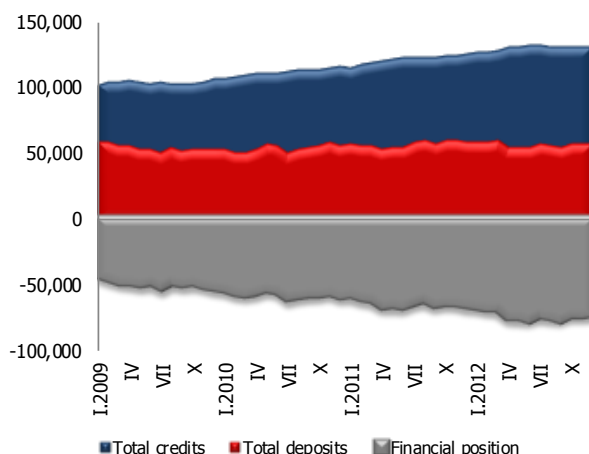 150,000
100,000
50,000
0
-50,000
-100,000
I.2009
IV
VII
X
I.2010
IV
VII
X
I.2011
IV
VII
X
I.2012
IV
VII
X
Total credits Total deposits Financial position